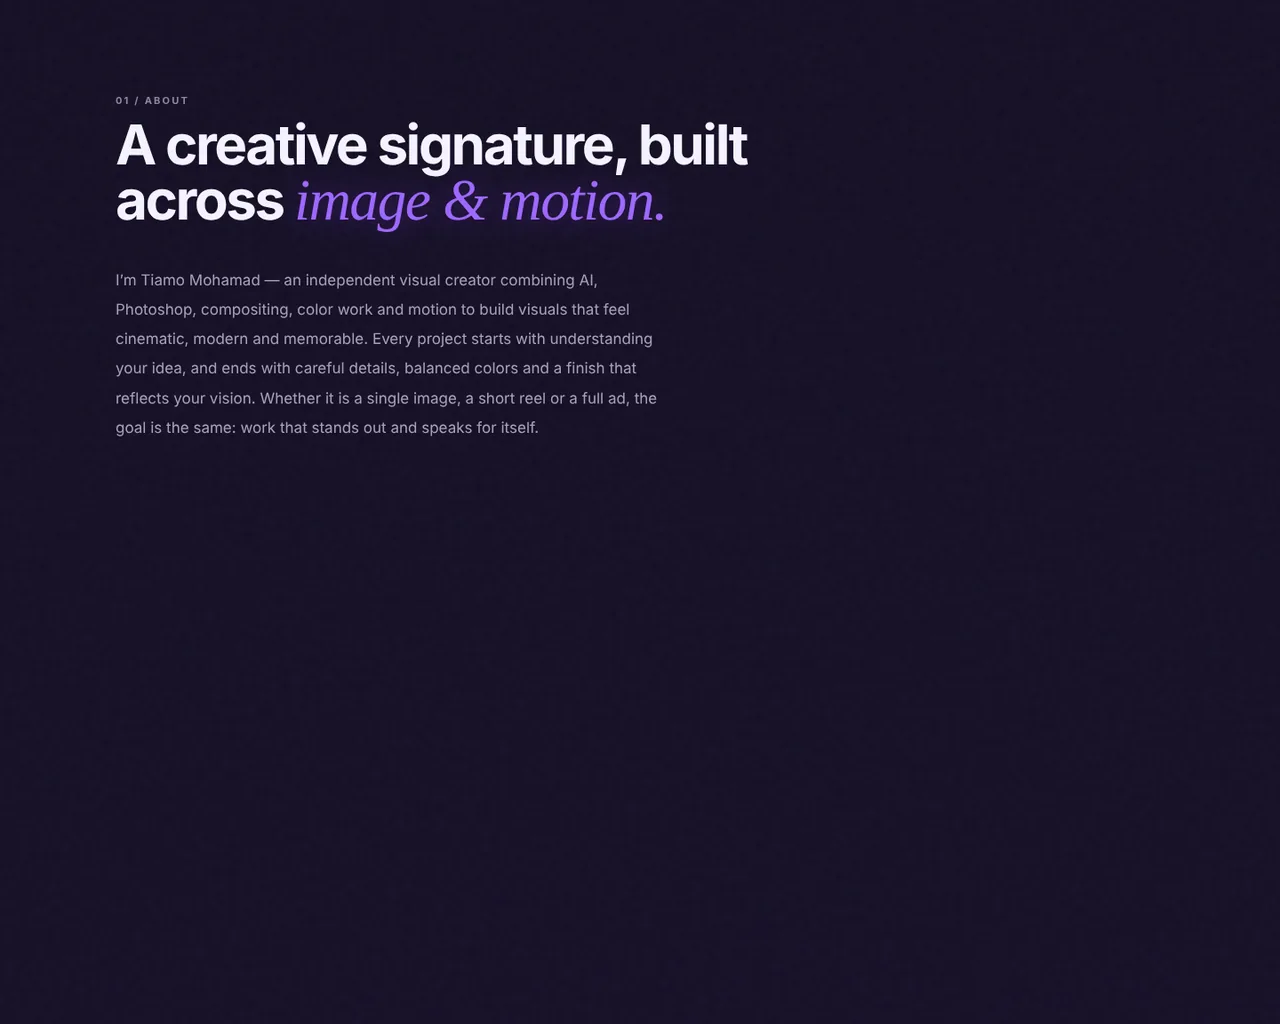 01 / ABOUT
A creative signature, built
across image & motion.
I’m Tiamo Mohamad — an independent visual creator combining AI,
Photoshop, compositing, color work and motion to build visuals that feel
cinematic, modern and memorable. Every project starts with understanding
your idea, and ends with careful details, balanced colors and a finish that
reflects your vision. Whether it is a single image, a short reel or a full ad, the
goal is the same: work that stands out and speaks for itself.